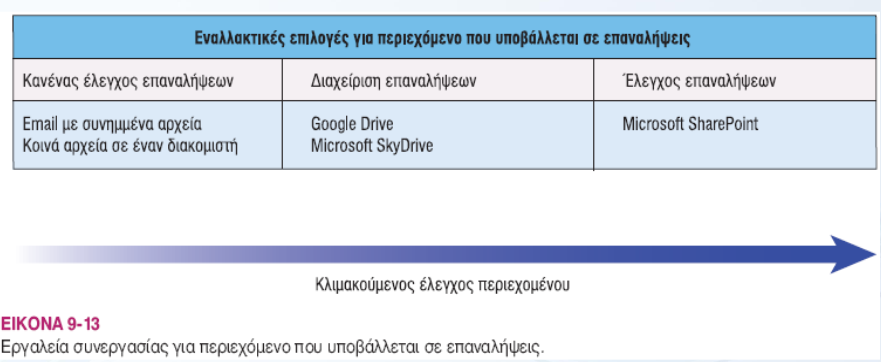 Εναλλακτικές επιλογές για περιεχόμενο που υποβάλλεται σε επαναλήψεις
Κανένας έλεγχος επαναλήψεων
Διαχείριση επαναλήψεων
Έλεγχος επαναλήψεων
Email με συνημμένα αρχεία
Κοινά αρχεία σε έναν διακομιστή
Google Drive
Microsoft SkyDrive
Microsoft SharePoint
Κλιμακούμενος έλεγχος περιεχομένου
ΕΙΚΟΝΑ 9-13
Εργαλεία συνεργασίας για περιεχόμενο που υποβάλλεται σε επαναλήψεις.